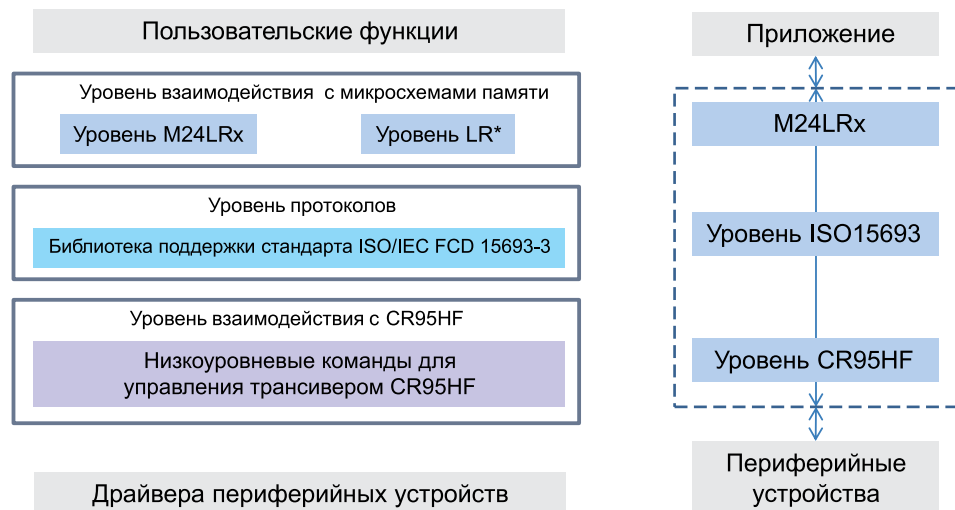 Пользовательские функции
Уровень взаимодействия с микросхемами памяти
Уровень M24LRx
Уровень LR*
Уровень протоколов
Библиотека поддержки стандарта ISO/IEC FCD 15693-3
Уровень взаимодействия с CR95HF
Низкоуровневые команды для
управления трансивером CR95HF
Драйвера периферийных устройств
Приложение
M24LRx
Уровень ISO15693
Уровень CR95HF
Периферийные
устройства